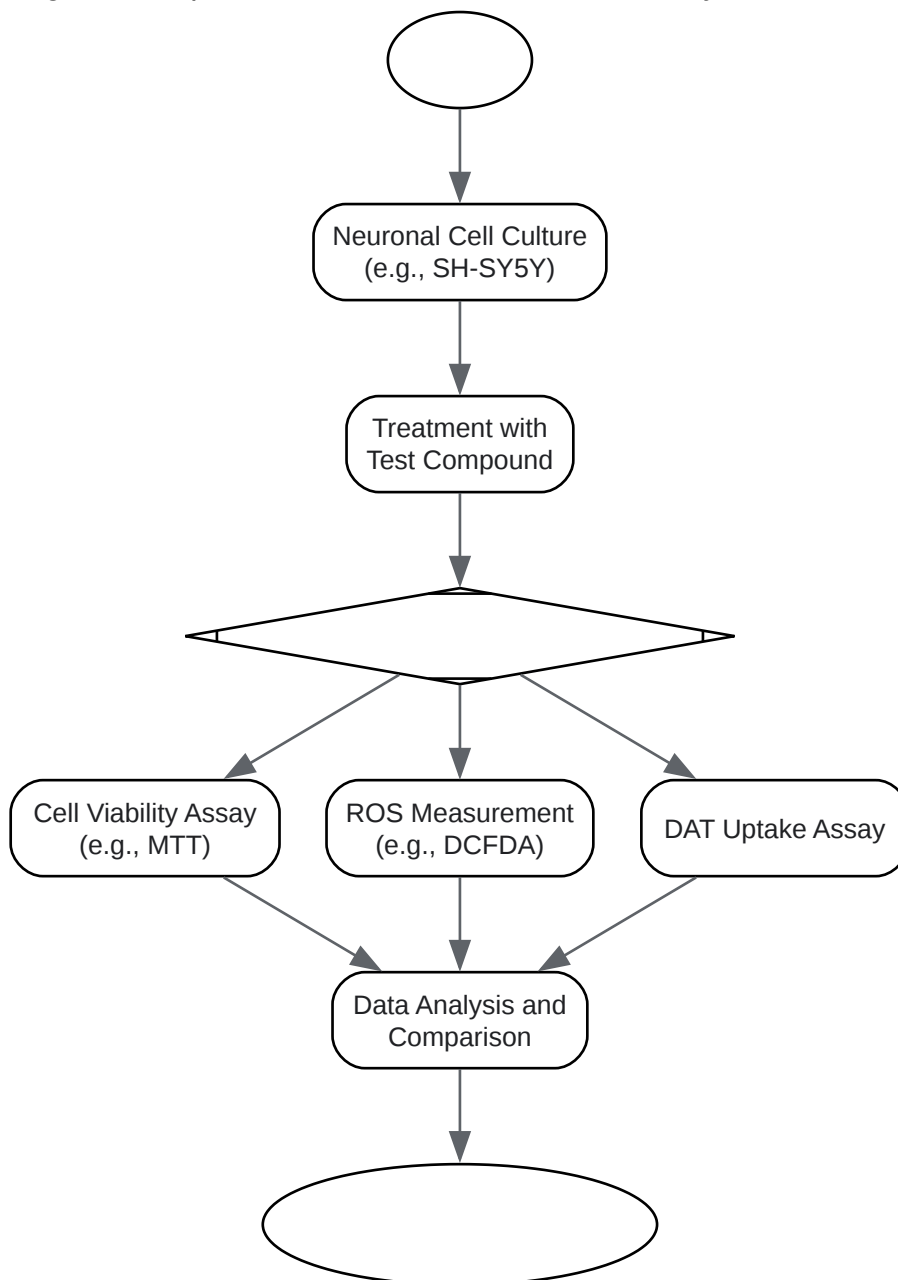 Neuronal Cell Culture
(e.g., SH-SY5Y)
Treatment with
Test Compound
Cell Viability Assay
(e.g., MTT)
ROS Measurement
(e.g., DCFDA)
DAT Uptake Assay
Data Analysis and
Comparison